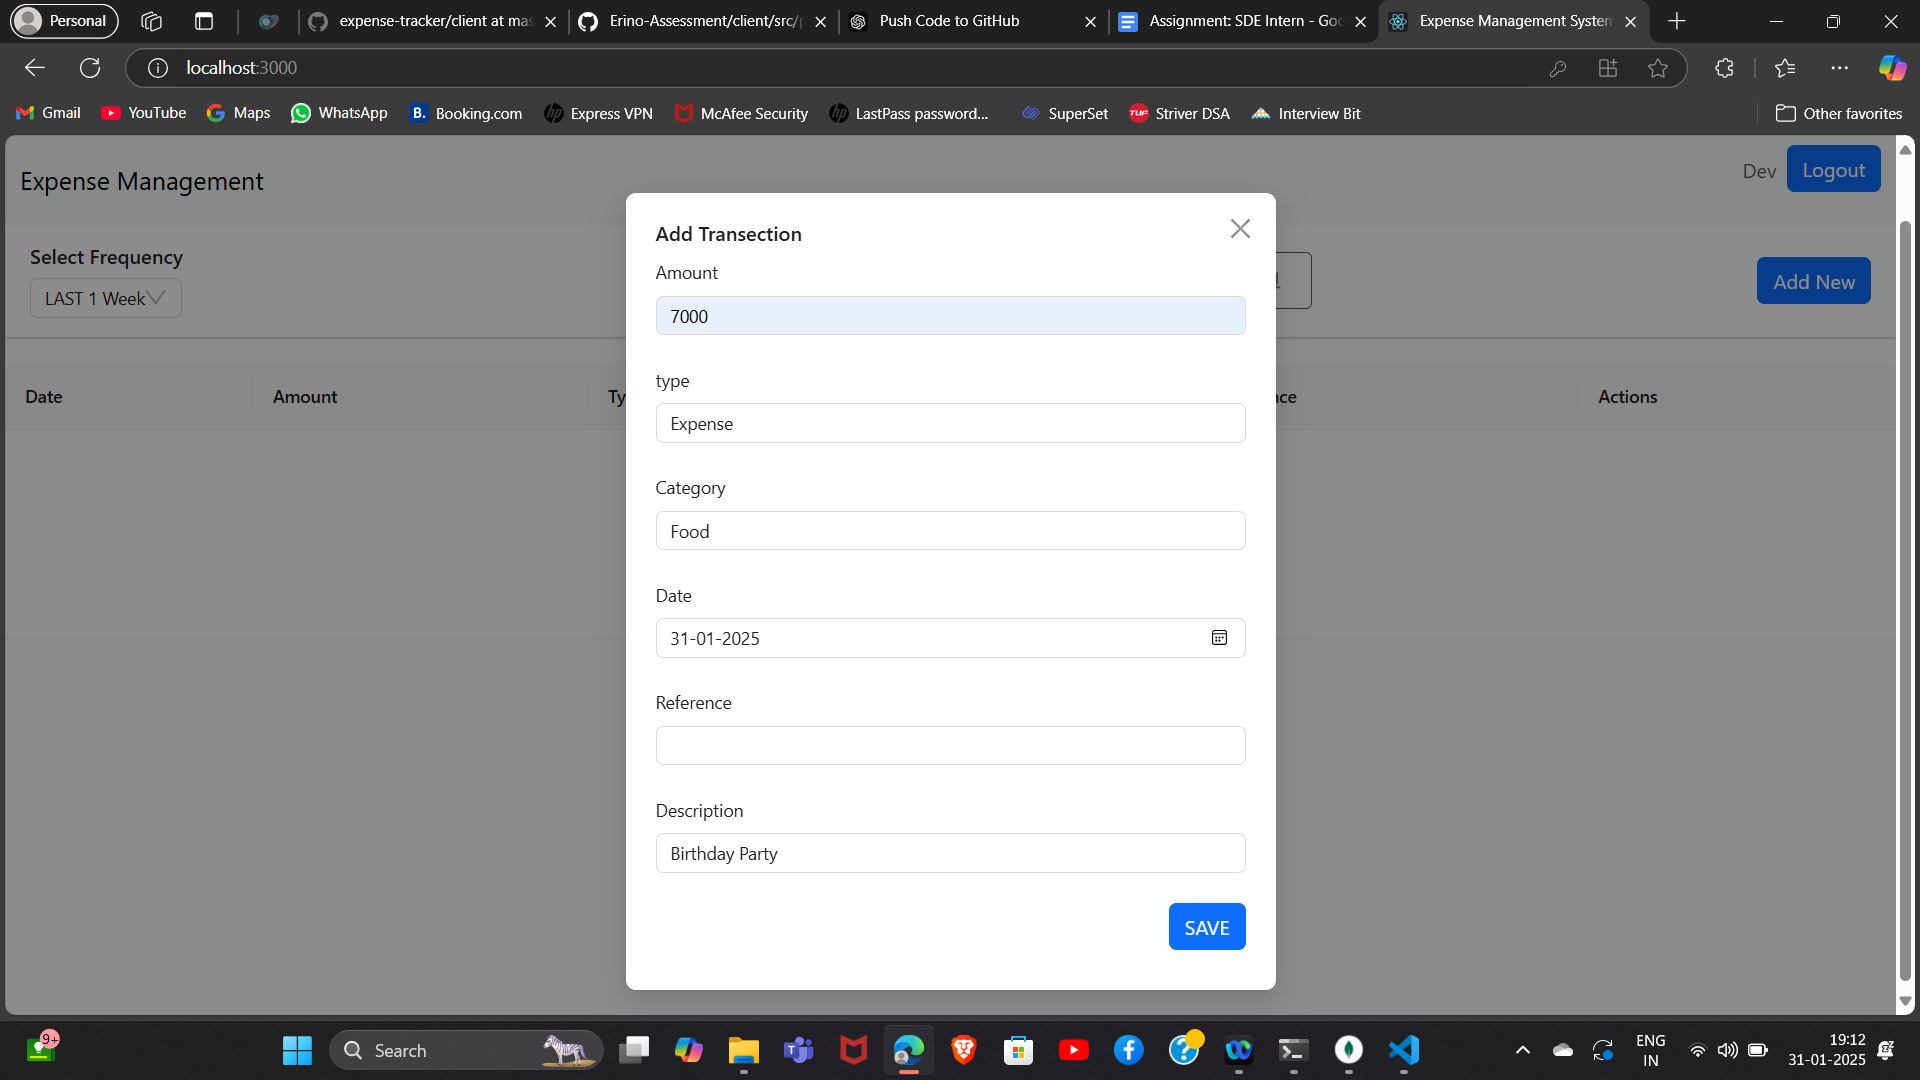 Personal
expense-tracker/client at mas
Erino-Assessment/client/src/p
Push Code to GitHub
Assignment: SDE Intern - Goo
Expense Management System
localhost:3000
Gmail
YouTube
Maps
WhatsApp
B. Booking.com
Express VPN
McAfee Security
LastPass password...
SuperSet
TUF Striver DSA
Interview Bit
Other favorites
Expense Management
Dev
Logout
Select Frequency
LAST 1 Week
Add New
Date
Amount
Ty
ce
Actions
Add Transection
Amount
7000
type
Expense
Category
Food
Date
31-01-2025
Reference
Description
Birthday Party
SAVE
9+
Search
ENG
IN
19:12
31-01-2025